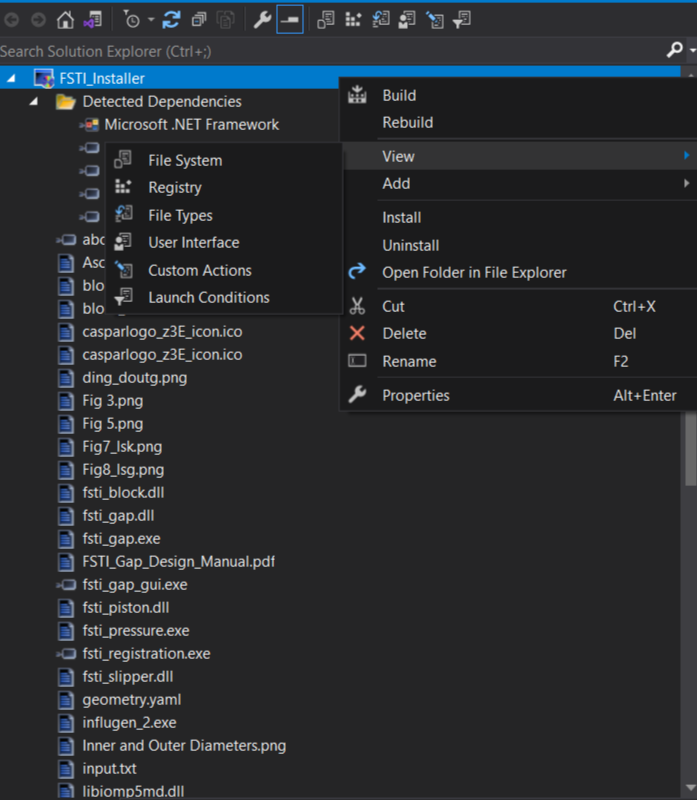 Search Solution Explorer (Ctrl+;)
FSTI_Installer
Detected Dependencies
Microsoft .NET Framework
Build
Rebuild
View
Add
Install
Uninstall
Open Folder in File Explorer
Cut Ctrl+X
Delete Del
Rename F2
Properties Alt+Enter
File System
Registry
File Types
User Interface
Custom Actions
Launch Conditions
abc
Asc
blo
blo
casparlogo_z3E_icon.ico
casparlogo_z3E_icon.ico
ding_doutg.png
Fig 3.png
Fig 5.png
Fig7_lsk.png
Fig8_lsg.png
fsti_block.dll
fsti_gap.dll
fsti_gap.exe
FSTI_Gap_Design_Manual.pdf
fsti_gap_gui.exe
fsti_piston.dll
fsti_pressure.exe
fsti_registration.exe
fsti_slipper.dll
geometry.yaml
influgen_2.exe
Inner and Outer Diameters.png
input.txt
libiomp5md.dll